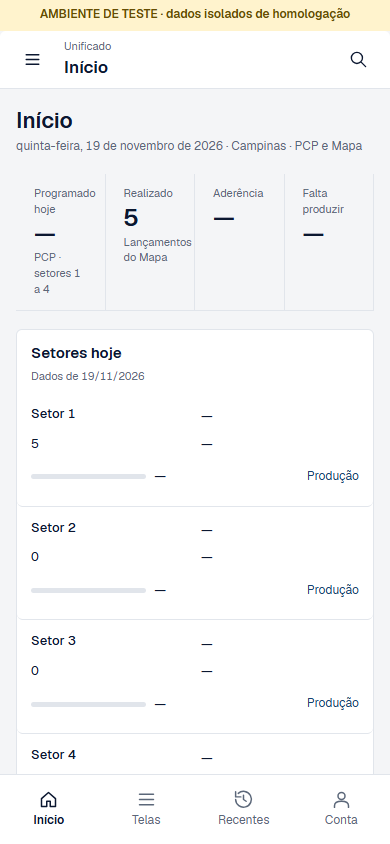 AMBIENTE DE TESTE · dados isolados de homologação
Unificado
Início
Início
quinta-feira, 19 de novembro de 2026 · Campinas · PCP e Mapa
Programado
hoje
—
PCP ·
setores 1
a 4
Realizado
5
Lançamentos
do Mapa
Aderência
—
Falta
produzir
—
Setores hoje
Dados de 19/11/2026
Setor 1 —
5 —
— Produção
Setor 2 —
0 —
— Produção
Setor 3 —
0 —
— Produção
Setor 4 —
Início Telas Recentes Conta